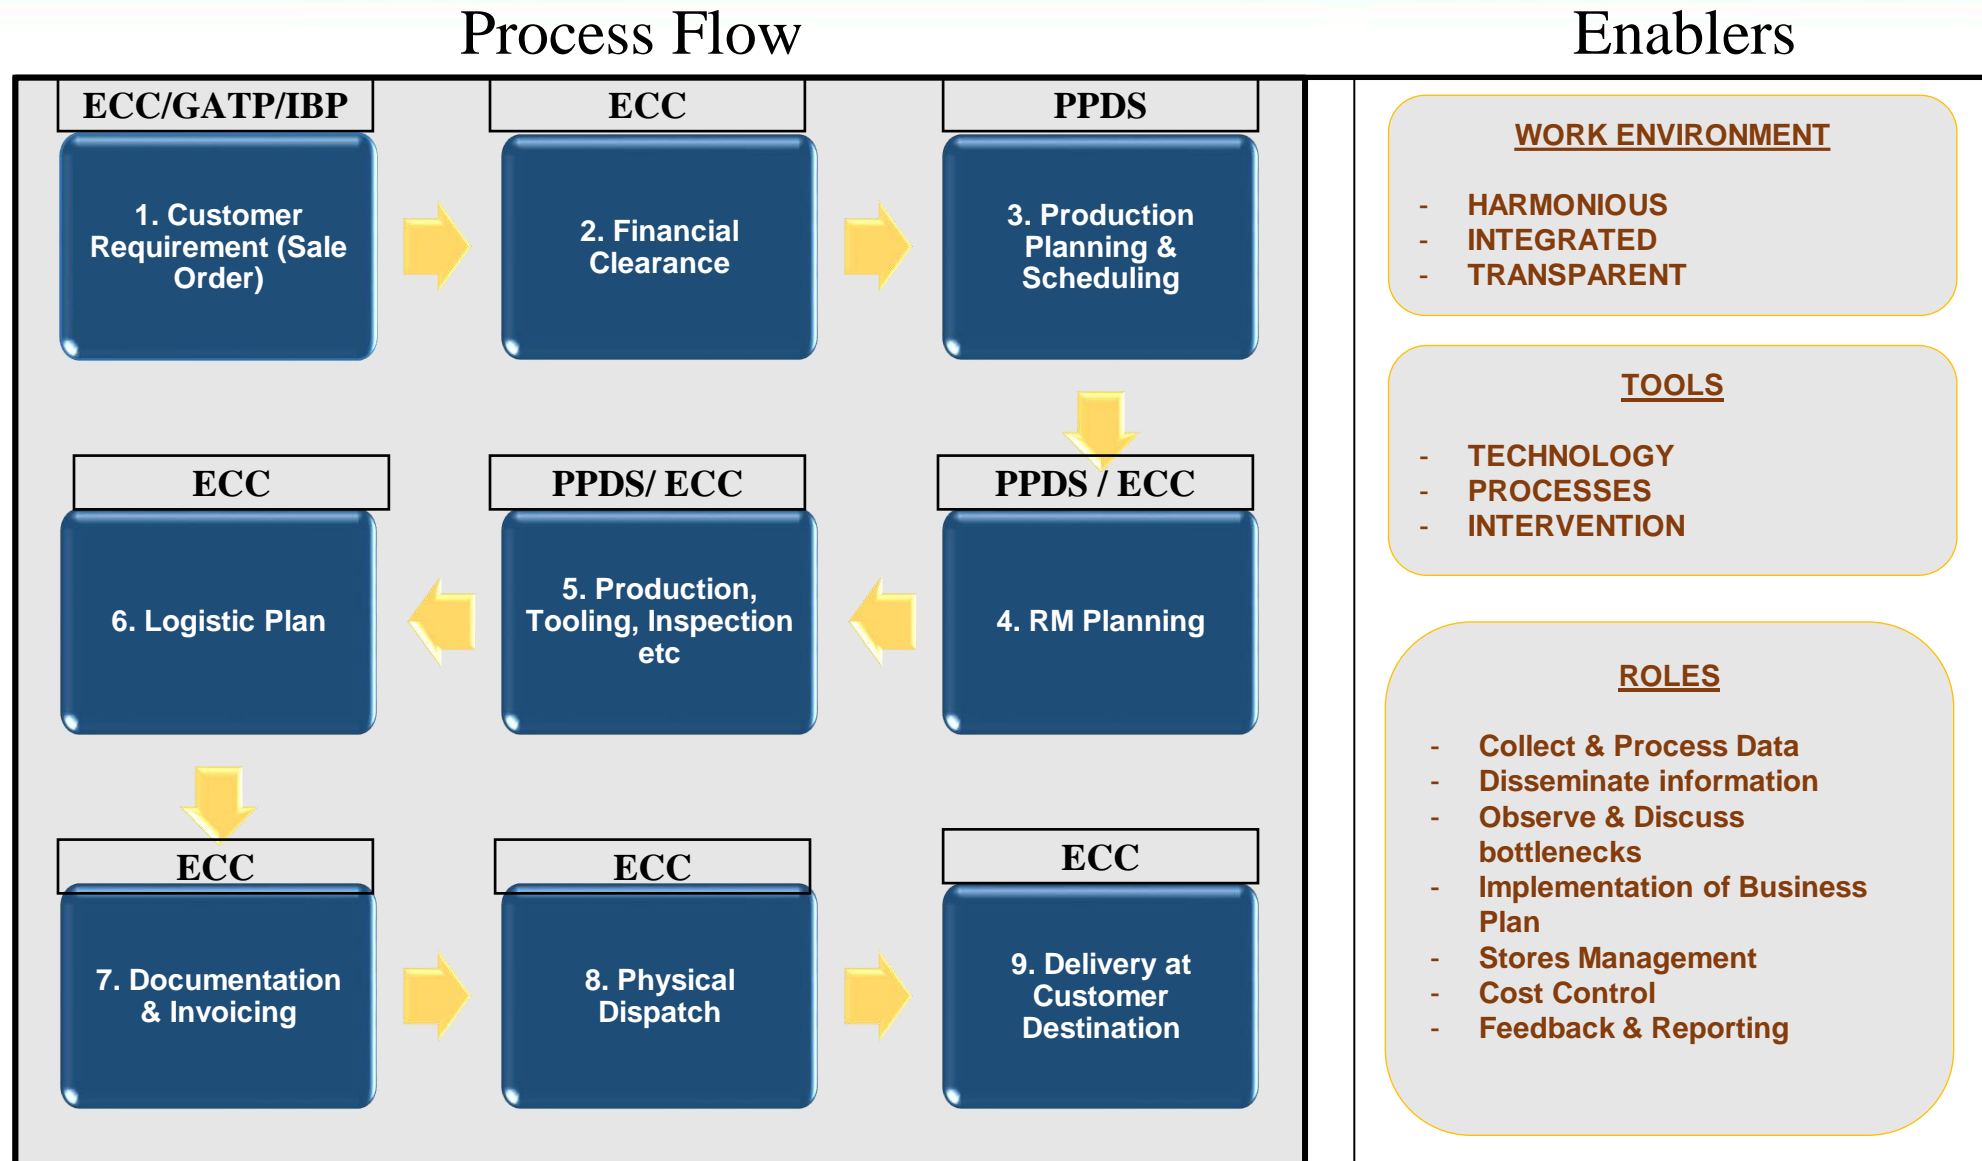 Process Flow
Enablers
ECC/GATP/IBP
1. Customer
Requirement (Sale
Order)
ECC
2. Financial
Clearance
PPDS
3. Production
Planning &
Scheduling
PPDS / ECC
4. RM Planning
PPDS/ ECC
5. Production,
Tooling, Inspection
etc
ECC
6. Logistic Plan
ECC
7. Documentation
& Invoicing
ECC
8. Physical
Dispatch
ECC
9. Delivery at
Customer
Destination
WORK ENVIRONMENT
- HARMONIOUS
- INTEGRATED
- TRANSPARENT
TOOLS
- TECHNOLOGY
- PROCESSES
- INTERVENTION
ROLES
- Collect & Process Data
- Disseminate information
- Observe & Discuss
bottlenecks
- Implementation of Business
Plan
- Stores Management
- Cost Control
- Feedback & Reporting